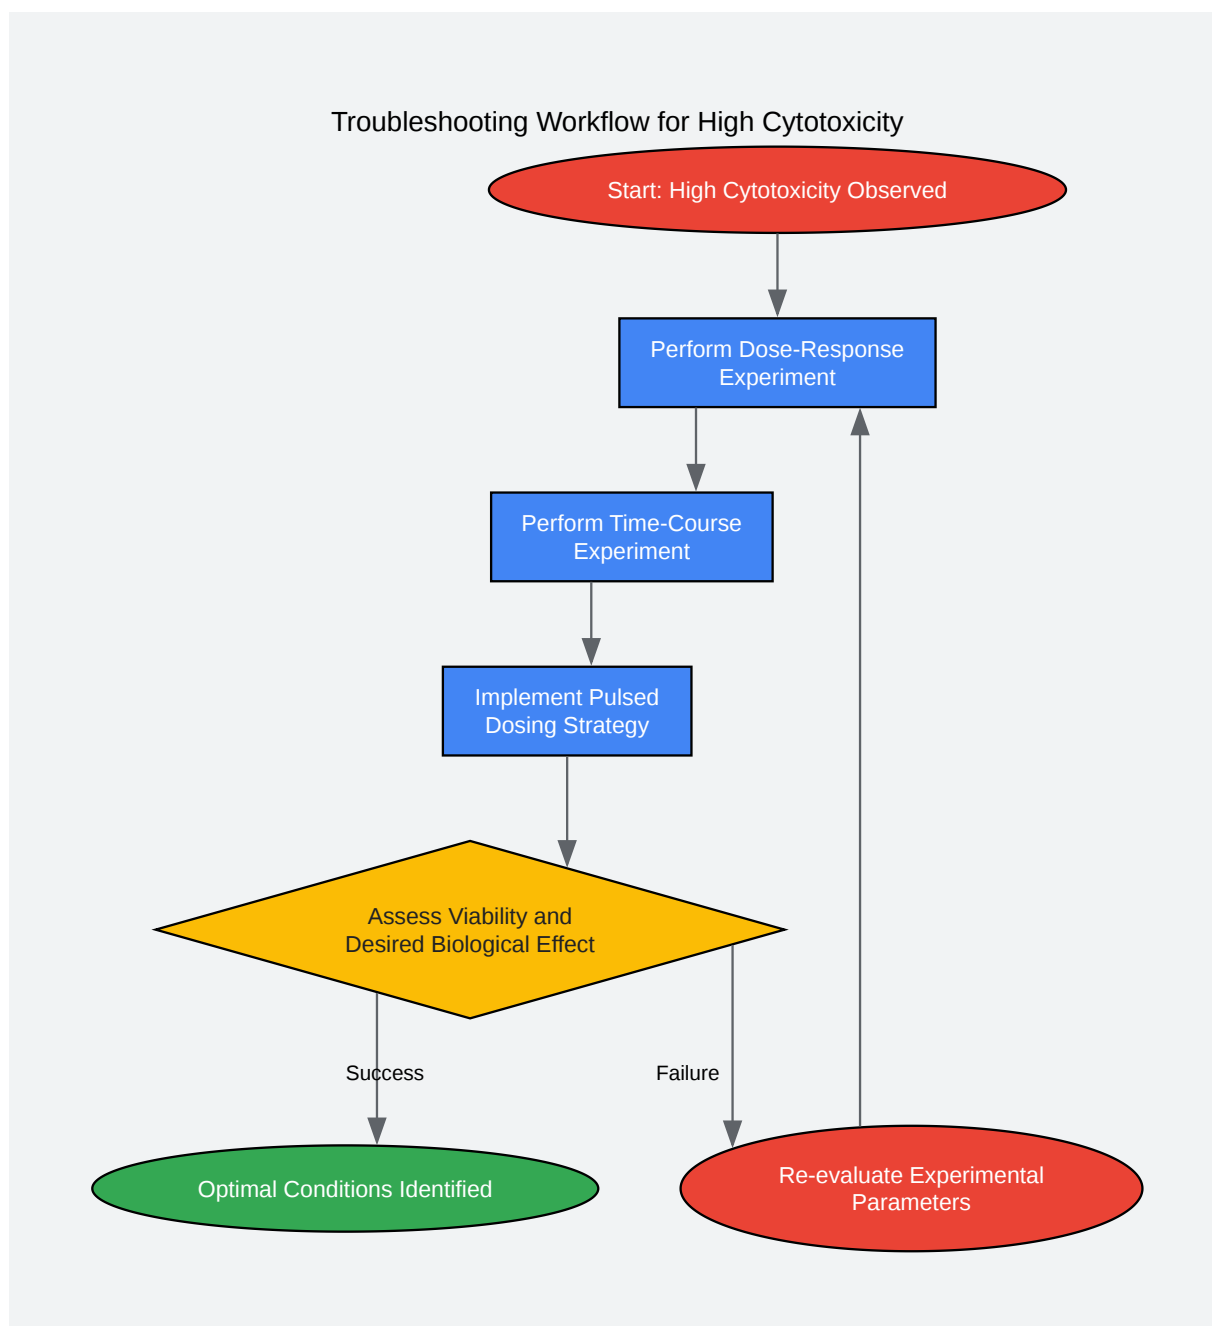 Troubleshooting Workflow for High Cytotoxicity
Start: High Cytotoxicity Observed
Perform Dose-Response
Experiment
Perform Time-Course
Experiment
Implement Pulsed
Dosing Strategy
Assess Viability and
Desired Biological Effect
Success
Failure
Optimal Conditions Identified
Re-evaluate Experimental
Parameters